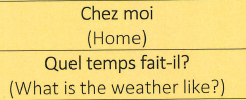 Chez moi
(Home)
Quel temps fait-il?
(What is the weather like?)